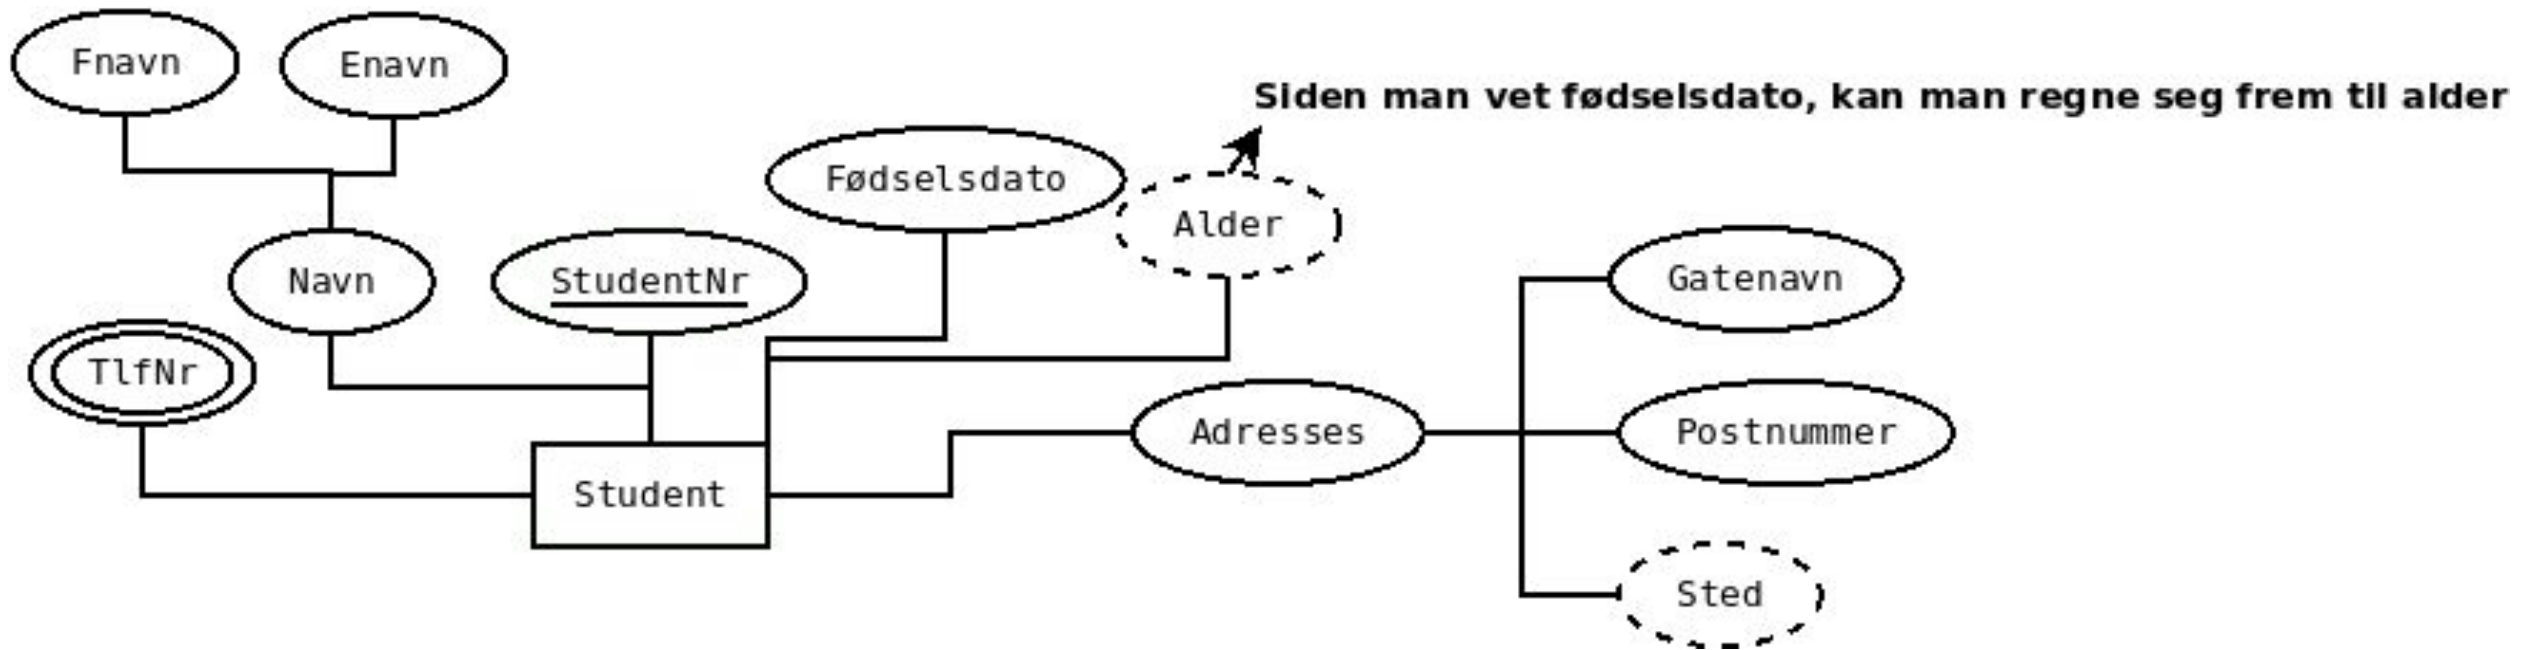 Fnavn
Enavn
Siden man vet fødselsdato, kan man regne seg frem til alder
Fødselsdato
Alder
Navn
StudentNr
Gatenavn
TlfNr
Adresses
Postnummer
Student
Sted